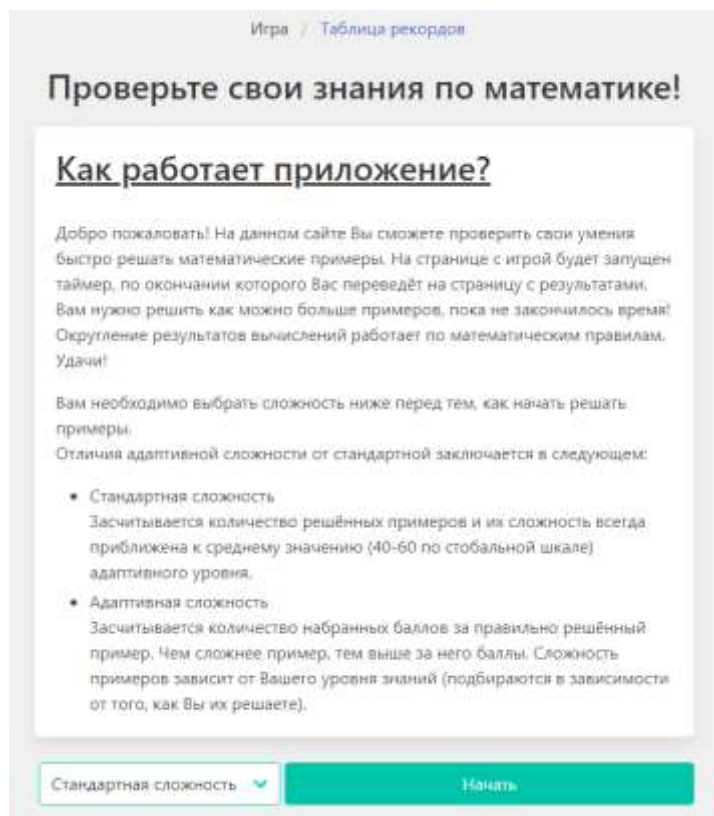 Игра / Таблица рекордов
Проверьте свои знания по математике!
Как работает приложение?
Добро пожаловать! На данном сайте Вы сможете проверить свои умения
быстро решать математические примеры. На странице с игрой будет запущен
таймер, по окончании которого Вас переведёт на страницу с результатами.
Вам нужно решить как можно больше примеров, пока не закончилось время!
Округление результатов вычислений работает по математическим правилам.
Удачи!
Вам необходимо выбрать сложность ниже перед тем, как начать решать
примеры.
Отличия адаптивной сложности от стандартной заключается в следующем:
• Стандартная сложность
Засчитывается количество решённых примеров и их сложность всегда
приближена к среднему значению (40-60 по стобальной шкале)
адаптивного уровня.
• Адаптивная сложность
Засчитывается количество набранных баллов за правильно решённый
пример. Чем сложнее пример, тем выше за него баллы. Сложность
примеров зависит от Вашего уровня знаний (подбираются в зависимости
от того, как Вы их решаете).
Стандартная сложность Начать